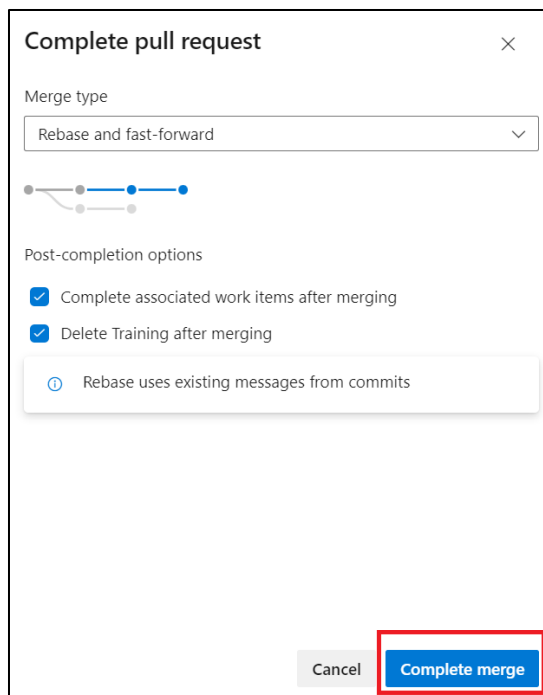 Complete pull request
Merge type
Rebase and fast-forward
Post-completion options
Complete associated work items after merging
Delete Training after merging
Rebase uses existing messages from commits
Cancel
Complete merge